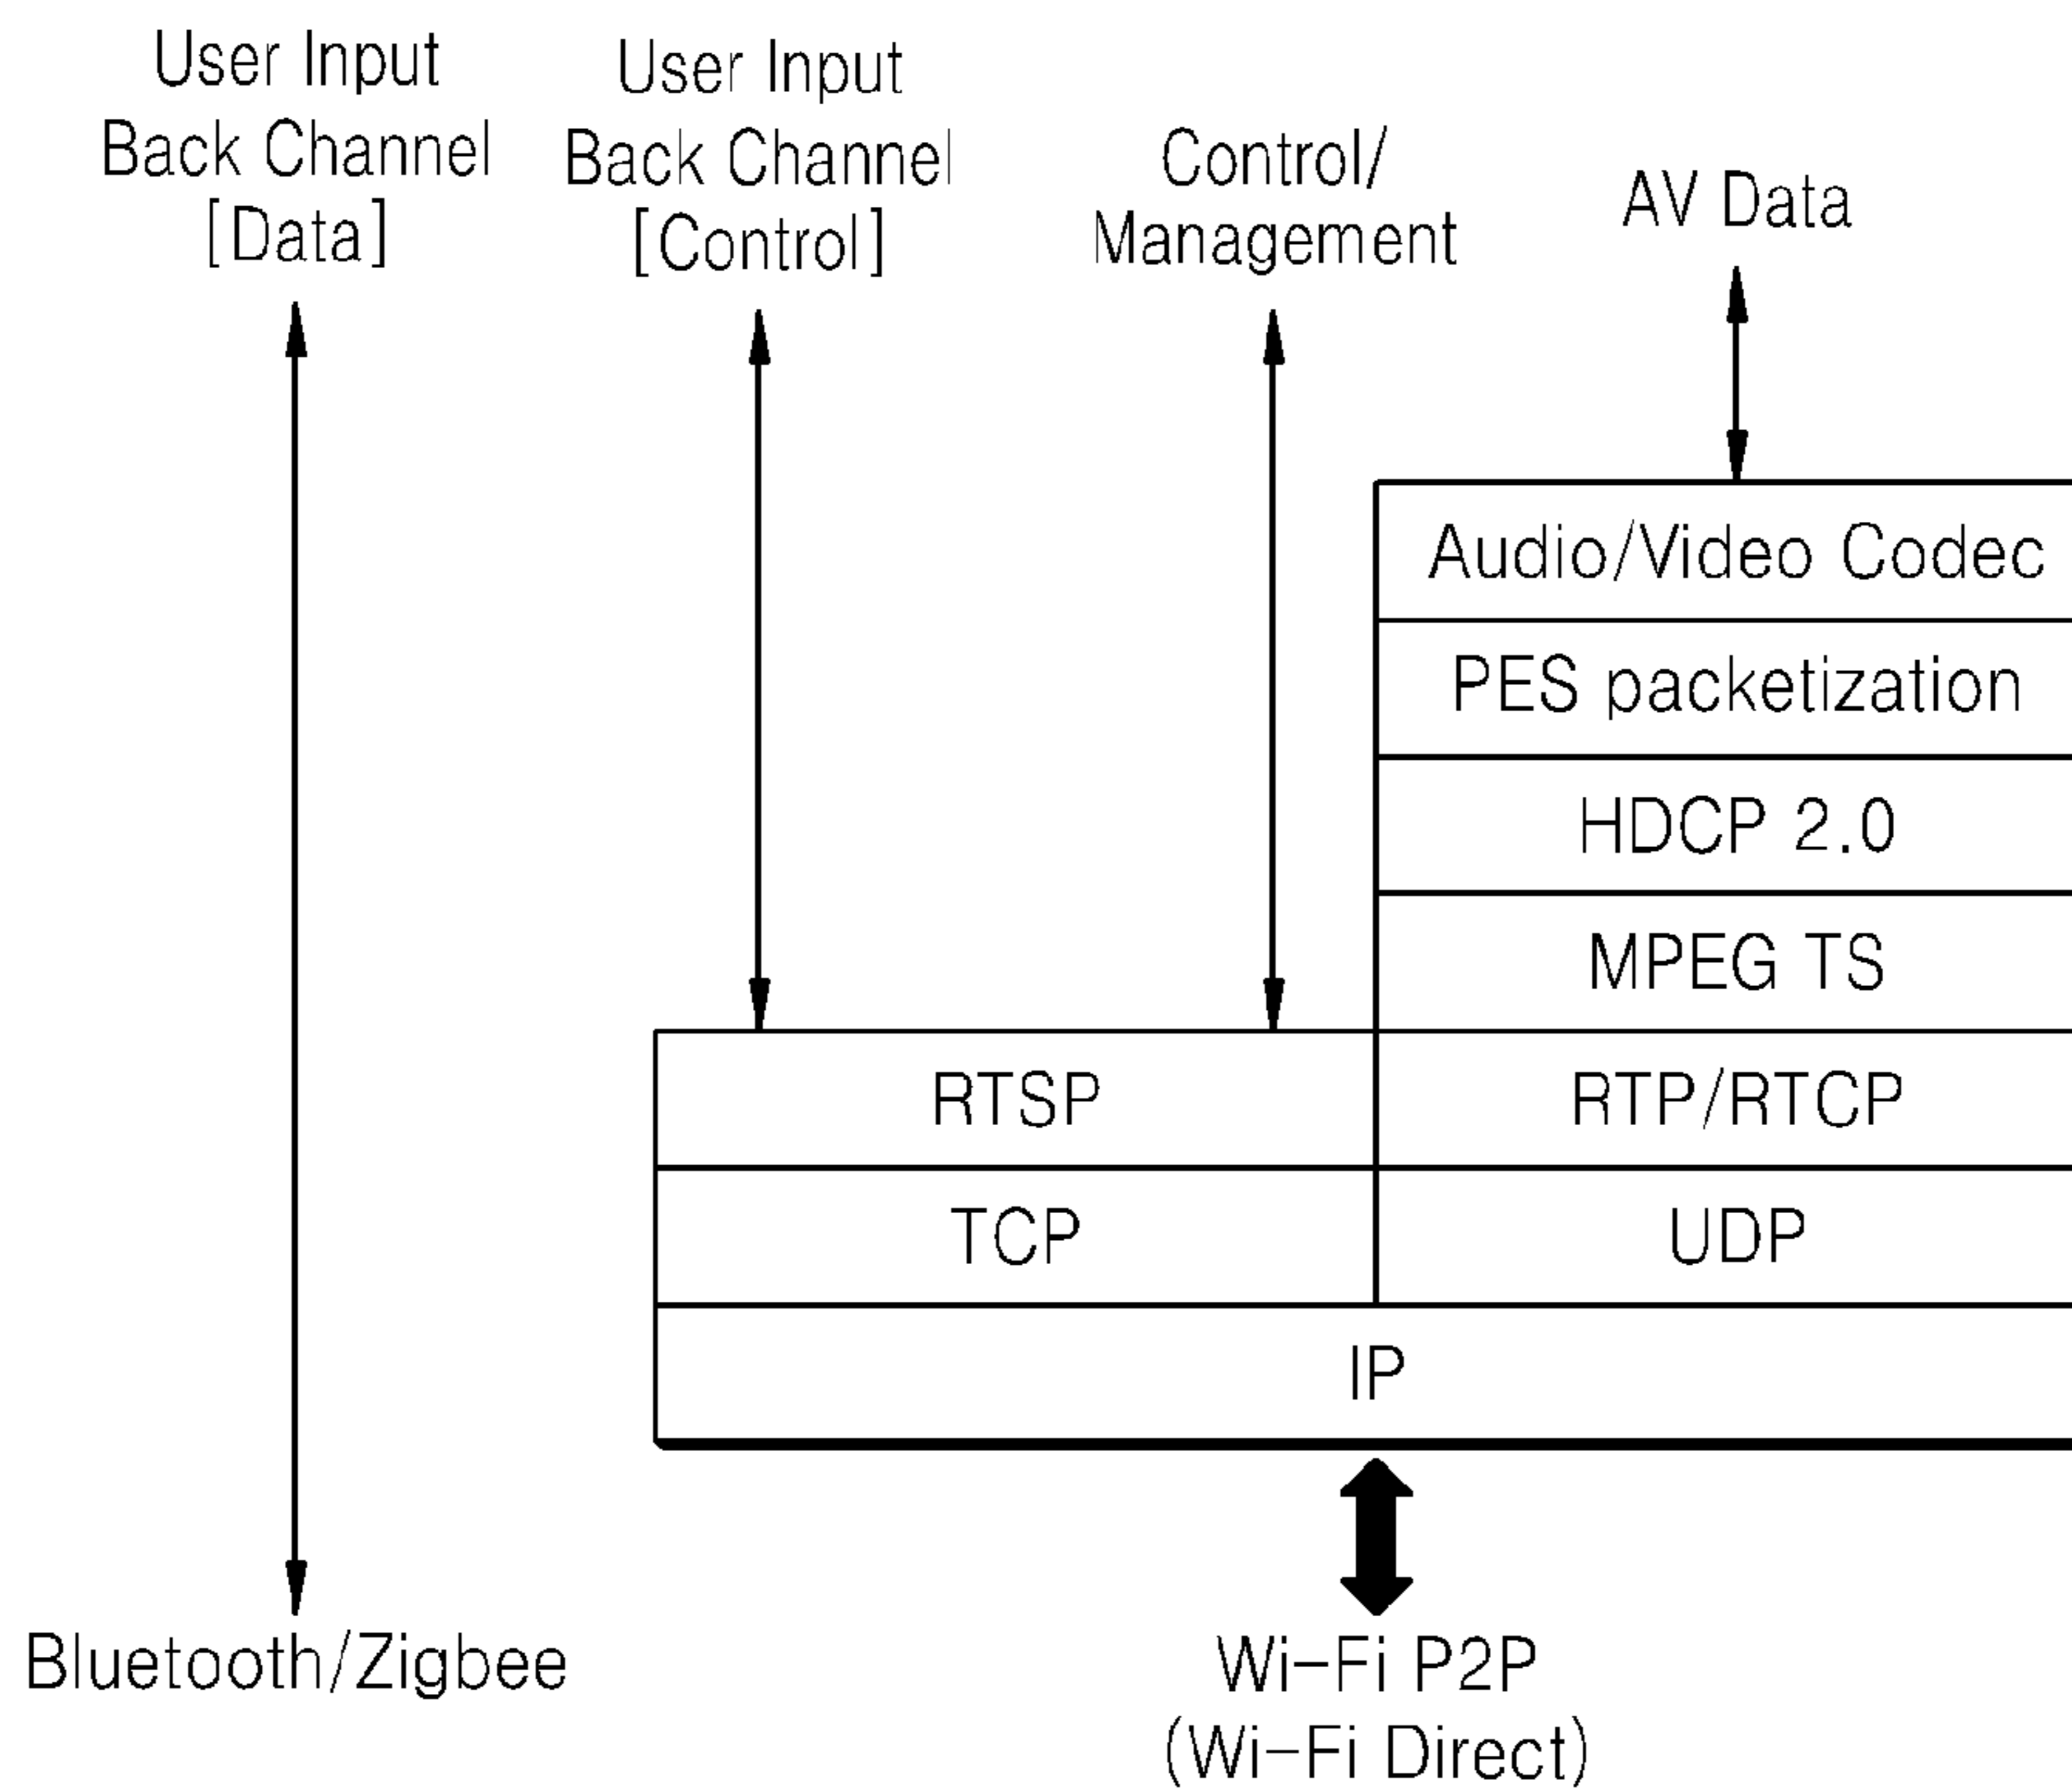 User Input
Back Channel
[Data]
User Input
Back Channel
[Control]
Control/
Management
AV Data
Audio/Video Codec
PES packetization
HDCP 2.0
MPEG TS
RTSP
RTP/RTCP
TCP
UDP
IP
Bluetooth/Zigbee
Wi-Fi P2P
(Wi-Fi Direct)